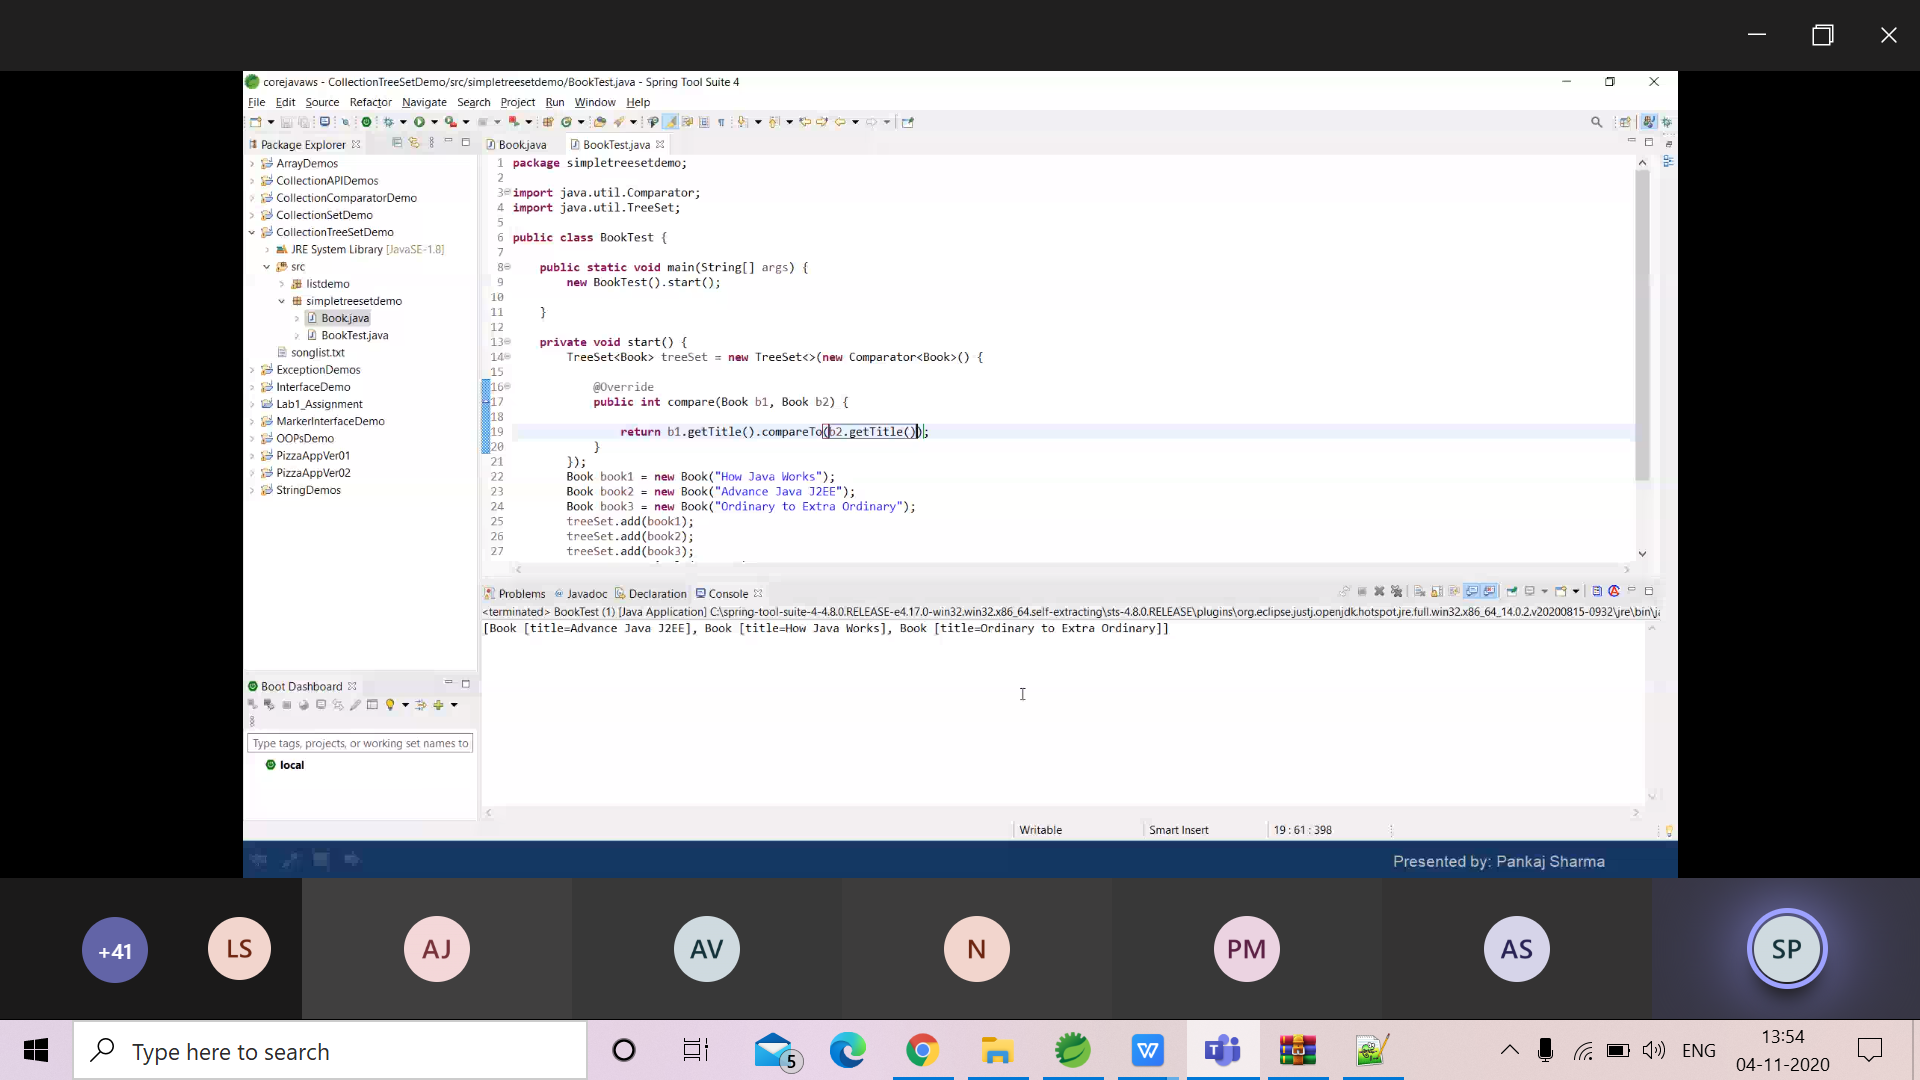 corejavaws - CollectionTreeSetDemo/src/simpletreesetdemo/BookTest.java - Spring Tool Suite 4
File Edit Source Refactor Navigate Search Project Run Window Help
Package Explorer
ArrayDemos
CollectionAPIDemos
CollectionComparatorDemo
CollectionSetDemo
CollectionTreeSetDemo
JRE System Library [JavaSE-1.8]
src
listdemo
simpletreesetdemo
Book.java
BookTest.java
songlist.txt
ExceptionDemos
InterfaceDemo
Lab1_Assignment
MarkerInterfaceDemo
OOPsDemo
PizzaAppVer01
PizzaAppVer02
StringDemos
Boot Dashboard
Type tags, projects, or working set names to
local
Book.java BookTest.java
1 package simpletreesetdemo;
2
3 import java.util.Comparator;
4 import java.util.TreeSet;
5
6 public class BookTest {
7
8 public static void main(String[] args) {
9 new BookTest().start();
10
11 }
12
13 private void start() {
14 TreeSet<Book> treeSet = new TreeSet<>(new Comparator<Book>() {
15
16 @Override
17 public int compare(Book b1, Book b2) {
18
19 return b1.getTitle().compareTo(b2.getTitle());
20 }
21 });
22 Book book1 = new Book("How Java Works");
23 Book book2 = new Book("Advance Java J2EE");
24 Book book3 = new Book("Ordinary to Extra Ordinary");
25 treeSet.add(book1);
26 treeSet.add(book2);
27 treeSet.add(book3);
Problems @ Javadoc Declaration Console
<terminated> BookTest (1) [Java Application] C:\spring-tool-suite-4-4.8.0.RELEASE-e4.17.0-win32.win32.x86_64.self-extracting\sts-4.8.0.RELEASE\plugins\org.eclipse.justj.openjdk.hotspot.jre.full.win32.x86_64_14.0.2.v20200815-0932\jre\bin\ja
[Book [title=Advance Java J2EE], Book [title=How Java Works], Book [title=Ordinary to Extra Ordinary]]
Writable Smart Insert 19 : 61 : 398
Presented by: Pankaj Sharma
+41 LS AJ AV N PM AS SP
Type here to search
5
ENG
13:54
04-11-2020